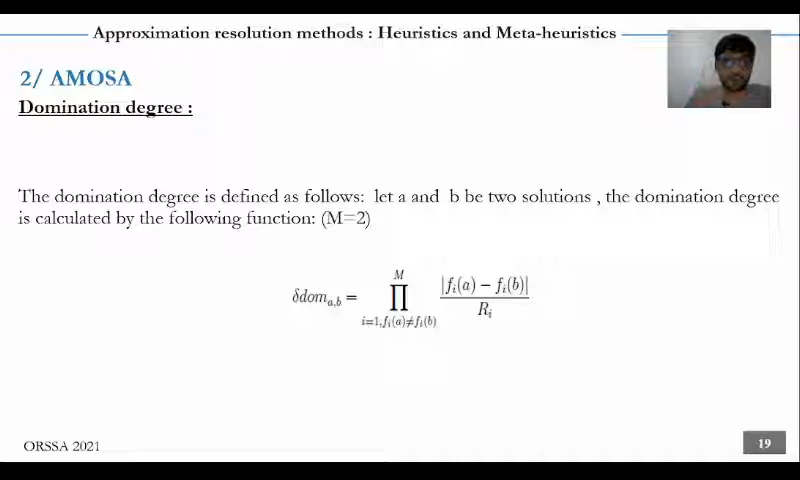 Approximation resolution methods : Heuristics and Meta-heuristics
2/ AMOSA
Domination degree :
The domination degree is defined as follows: let a and b be two solutions , the domination degree
is calculated by the following function: (M=2)
δdom_{a,b} = ∏_{i=1,f_i(a)≠f_i(b)}^{M} |f_i(a) − f_i(b)| / R_i
ORSSA 2021
19